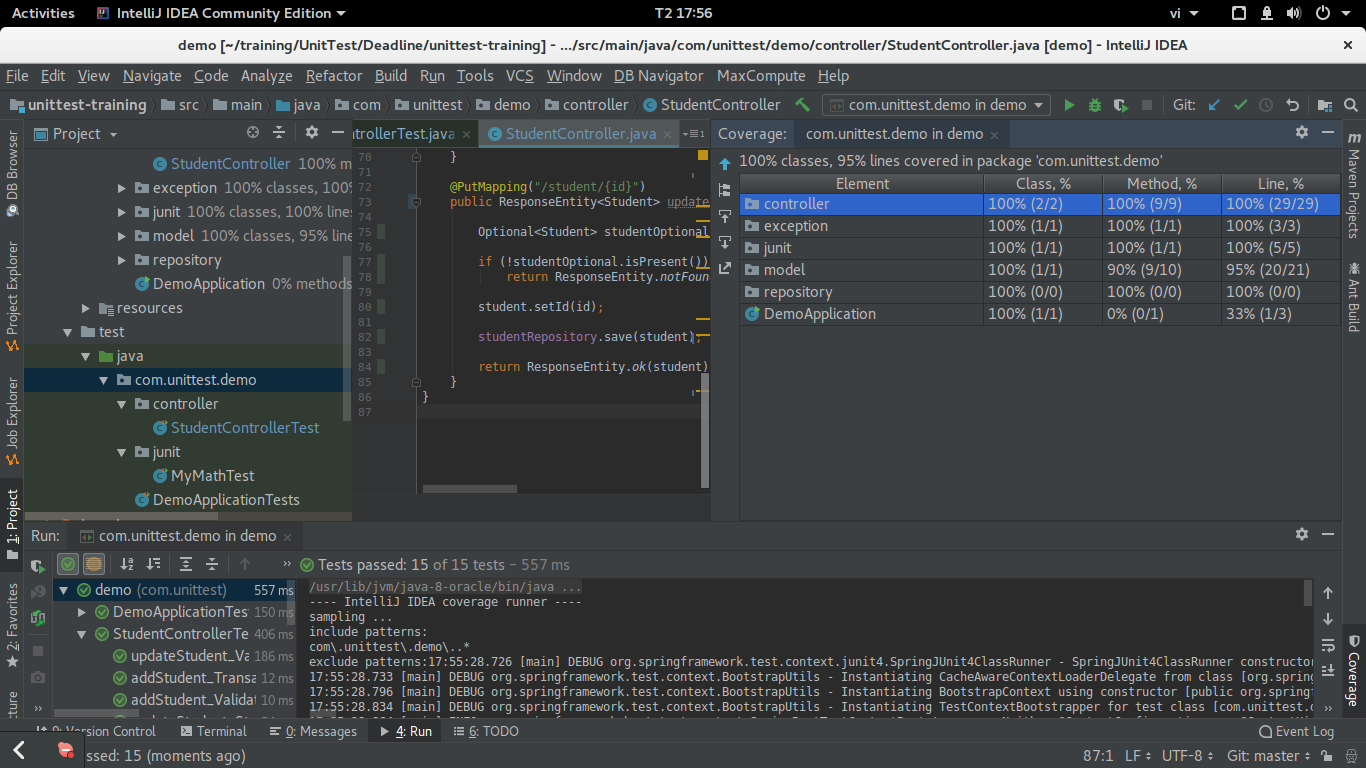 Activities IntelliJ IDEA Community Edition T2 17:56 vi
demo [~/training/UnitTest/Deadline/unittest-training] - .../src/main/java/com/unittest/demo/controller/StudentController.java [demo] - IntelliJ IDEA
File Edit View Navigate Code Analyze Refactor Build Run Tools VCS Window DB Navigator MaxCompute Help
unittest-training src main java com unittest demo controller StudentController com.unittest.demo in demo Git:
DB Browser
Project Explorer
Job Explorer
1: Project
2: Favorites
Project
StudentController 100% m
exception 100% classes, 100%
junit 100% classes, 100% line
model 100% classes, 95% line
repository
DemoApplication 0% methods
resources
test
java
com.unittest.demo
controller
StudentControllerTest
junit
MyMathTest
DemoApplicationTests
ntrollerTest.java StudentController.java
70 }
71
72 @PutMapping("/student/{id}")
73 public ResponseEntity<Student> update
74
75 Optional<Student> studentOptional
76
77 if (!studentOptional.isPresent())
78 return ResponseEntity.notFoun
79
80 student.setId(id);
81
82 studentRepository.save(student);
83
84 return ResponseEntity.ok(student)
85 }
86 }
87
Coverage: com.unittest.demo in demo
100% classes, 95% lines covered in package 'com.unittest.demo'
Element Class, % Method, % Line, %
controller 100% (2/2) 100% (9/9) 100% (29/29)
exception 100% (1/1) 100% (1/1) 100% (3/3)
junit 100% (1/1) 100% (1/1) 100% (5/5)
model 100% (1/1) 90% (9/10) 95% (20/21)
repository 100% (0/0) 100% (0/0) 100% (0/0)
DemoApplication 100% (1/1) 0% (0/1) 33% (1/3)
Maven Projects
Ant Build
Coverage
Run: com.unittest.demo in demo
Tests passed: 15 of 15 tests – 557 ms
demo (com.unittest) 557 ms
DemoApplicationTes 150 ms
StudentControllerTe 406 ms
updateStudent_Va 186 ms
addStudent_Transa 12 ms
addStudent_Validat 10 ms
/usr/lib/jvm/java-8-oracle/bin/java ...
---- IntelliJ IDEA coverage runner ----
sampling ...
include patterns:
com\.unittest\.demo\..*
exclude patterns:17:55:28.726 [main] DEBUG org.springframework.test.context.junit4.SpringJUnit4ClassRunner - SpringJUnit4ClassRunner constructor
17:55:28.733 [main] DEBUG org.springframework.test.context.BootstrapUtils - Instantiating CacheAwareContextLoaderDelegate from class [org.spring
17:55:28.796 [main] DEBUG org.springframework.test.context.BootstrapUtils - Instantiating BootstrapContext using constructor [public org.springf
17:55:28.834 [main] DEBUG org.springframework.test.context.BootstrapUtils - Instantiating TestContextBootstrapper for test class [com.unittest.d
9: Version Control Terminal 0: Messages 4: Run 6: TODO Event Log
ssed: 15 (moments ago) 87:1 LF UTF-8 Git: master